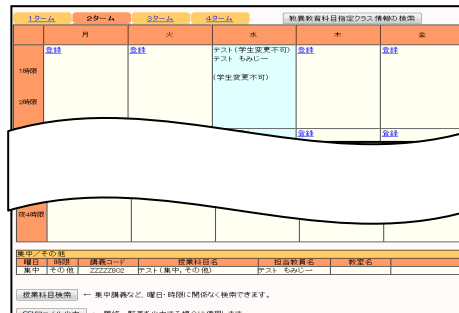 1ターム 2ターム 3ターム 4ターム 教養教育科目指定クラス情報の検索
月 火 水 木 金
登録 登録 テスト(学生変更不可)
テスト もみじー
1時限 (学生変更不可)
2時限
登録 登録
夜4時限
集中/その他
曜日 時限 講義コード 授業科目名 担当教員名 教室名
集中 その他 ZZZZZ802 テスト(集中,その他) テスト もみじー
授業科目検索 ← 集中講義など、曜日・時限に関係なく検索できます。